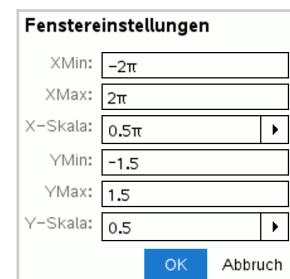 Fenstereinstellungen
XMin: -2π
XMax: 2π
X-Skala: 0.5π
YMin: -1.5
YMax: 1.5
Y-Skala: 0.5
OK Abbruch